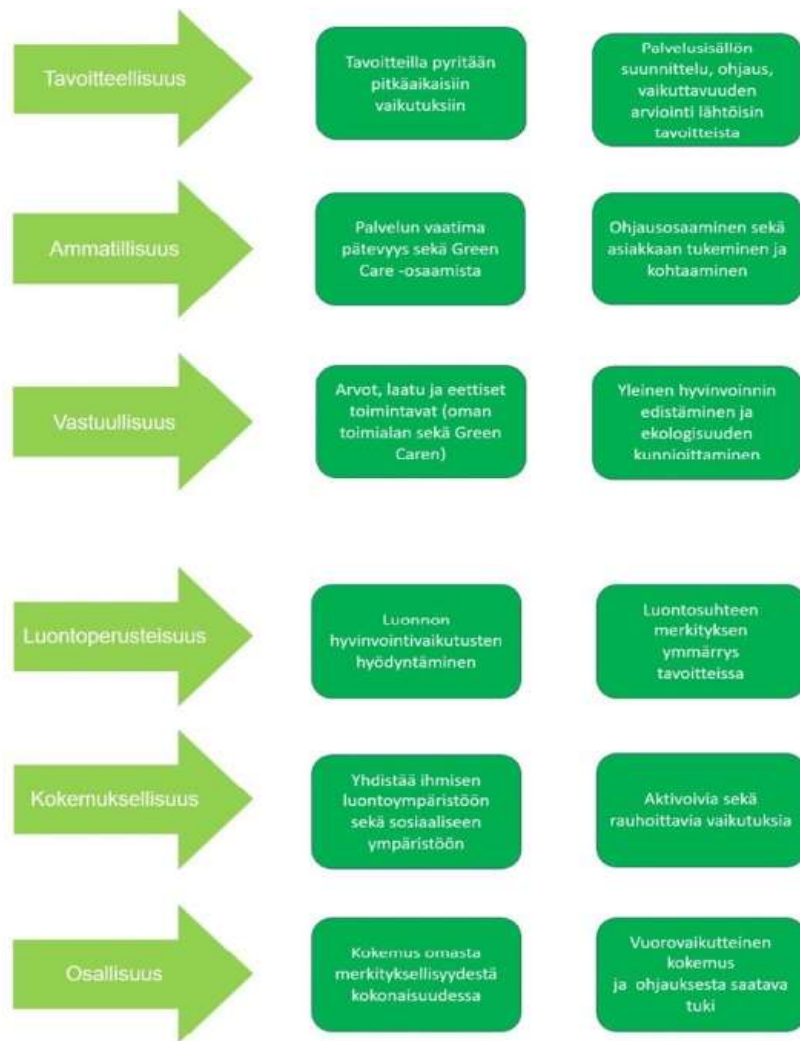 Tavoitteellisuus
Tavoitteilla pyritään
pitkäaikaisiin
vaikutuksiin
Palvelusisällön
suunnittelu, ohjaus,
vaikuttavuuden
arviointi lähtöisin
tavoitteista
Ammatillisuus
Palvelun vaatima
pätevyys sekä Green
Care -osaamista
Ohjausosaaminen sekä
asiakkaan tukeminen ja
kohtaaminen
Vastuullisuus
Arvot, laatu ja eettiset
toimintavat (oman
toimialan sekä Green
Caren)
Yleinen hyvinvoinnin
edistäminen ja
ekologisuuden
kunnioittaminen
Luontoperusteisuus
Luonnon
hyvinvointivaikutusten
hyödyntäminen
Luontosuhteen
merkityksen
ymmärrys
tavoitteissa
Kokemuksellisuus
Yhdistää ihmisen
luontoympäristöön
sekä sosiaaliseen
ympäristöön
Aktivoivia sekä
rauhoittavia vaikutuksia
Osallisuus
Kokemus omasta
merkityksellisyydestä
kokonaisuudessa
Vuorovaikutteinen
kokemus
ja ohjauksesta saatava
tuki